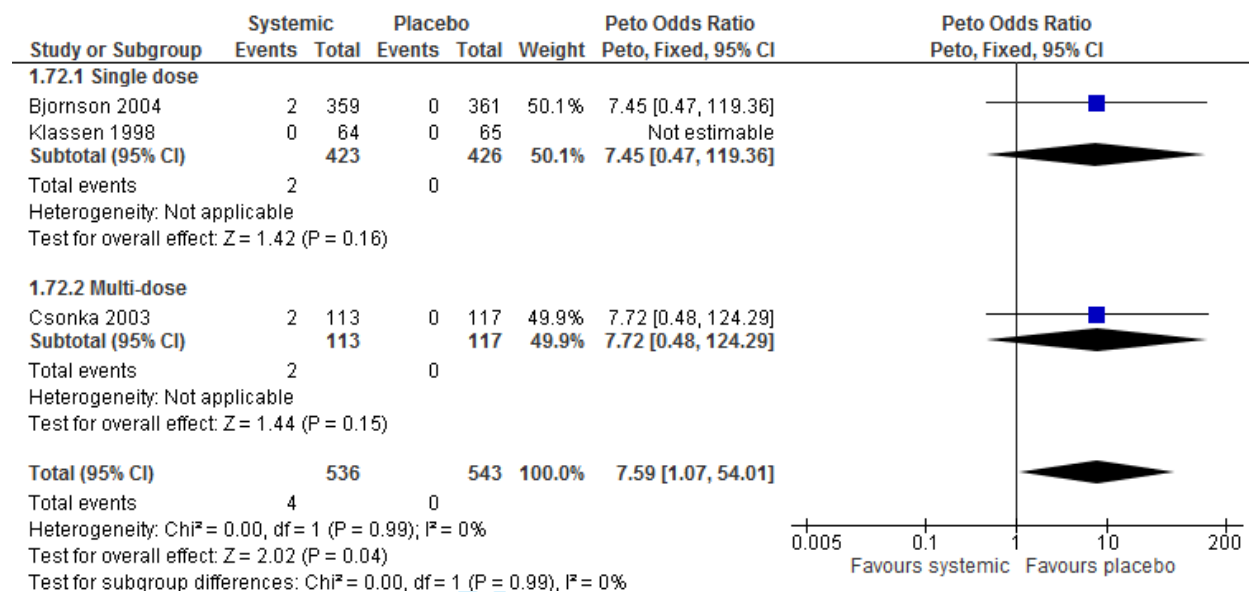 Systemic Placebo Peto Odds Ratio Peto Odds Ratio
Study or Subgroup Events Total Events Total Weight Peto, Fixed, 95% CI Peto, Fixed, 95% CI
1.72.1 Single dose
Bjornson 2004 2 359 0 361 50.1% 7.45 [0.47, 119.36]
Klassen 1998 0 64 0 65 Not estimable
Subtotal (95% CI) 423 426 50.1% 7.45 [0.47, 119.36]
Total events 2 0
Heterogeneity: Not applicable
Test for overall effect: Z = 1.42 (P = 0.16)
1.72.2 Multi-dose
Csonka 2003 2 113 0 117 49.9% 7.72 [0.48, 124.29]
Subtotal (95% CI) 113 117 49.9% 7.72 [0.48, 124.29]
Total events 2 0
Heterogeneity: Not applicable
Test for overall effect: Z = 1.44 (P = 0.15)
Total (95% CI) 536 543 100.0% 7.59 [1.07, 54.01]
Total events 4 0
Heterogeneity: Chi² = 0.00, df = 1 (P = 0.99); I² = 0%
Test for overall effect: Z = 2.02 (P = 0.04)
Test for subgroup differences: Chi² = 0.00, df = 1 (P = 0.99), I² = 0%
0.005 0.1 1 10 200
Favours systemic Favours placebo